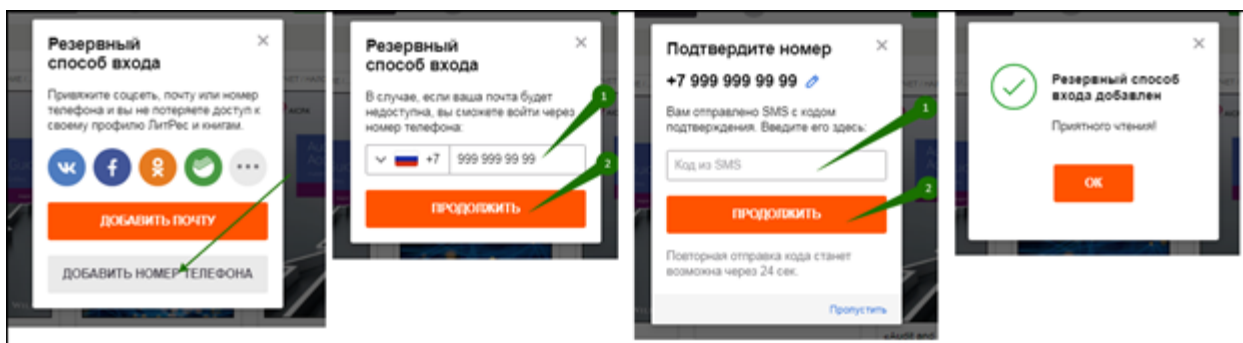 Резервный
способ входа
Привяжите соцсеть, почту или номер
телефона и вы не потеряете доступ к
своему профилю ЛитРес и книгам.
ДОБАВИТЬ ПОЧТУ
ДОБАВИТЬ НОМЕР ТЕЛЕФОНА
Резервный
способ входа
В случае, если ваша почта будет
недоступна, вы сможете войти через
номер телефона:
+7 999 999 99 99
ПРОДОЛЖИТЬ
1
2
Подтвердите номер
+7 999 999 99 99
Вам отправлено SMS с кодом
подтверждения. Введите его здесь:
Код из SMS
ПРОДОЛЖИТЬ
1
2
Повторная отправка кода станет
возможна через 24 сек.
Пропустить
«Audit and
Резервный способ
входа добавлен
Приятного чтения!
ОК